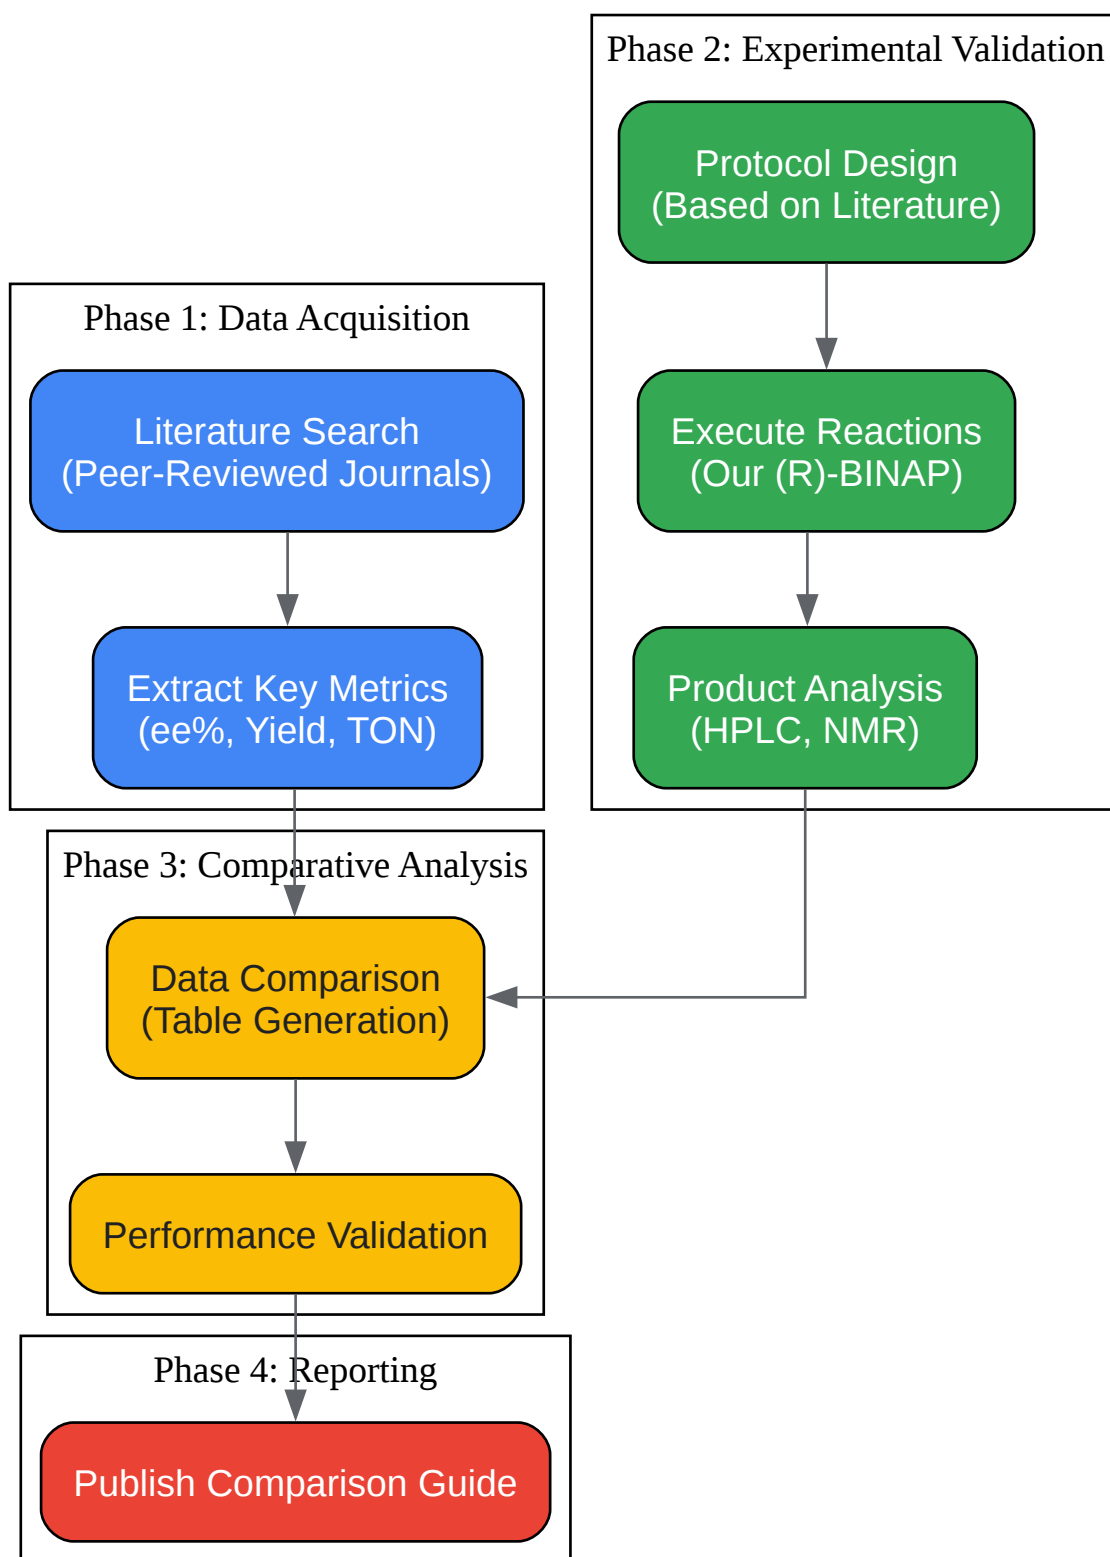 Phase 1: Data Acquisition
Literature Search
(Peer-Reviewed Journals)
Extract Key Metrics
(ee%, Yield, TON)
Phase 2: Experimental Validation
Protocol Design
(Based on Literature)
Execute Reactions
(Our (R)-BINAP)
Product Analysis
(HPLC, NMR)
Phase 3: Comparative Analysis
Data Comparison
(Table Generation)
Performance Validation
Phase 4: Reporting
Publish Comparison Guide